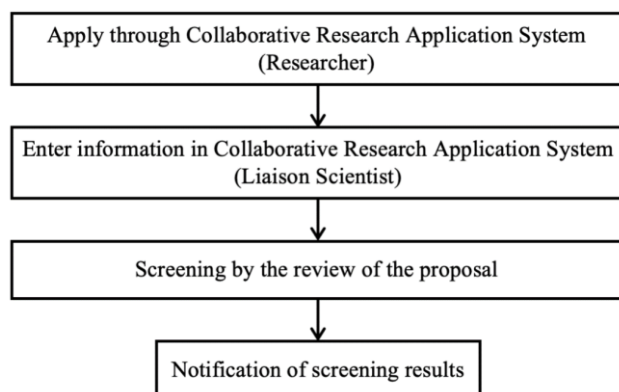 Apply through Collaborative Research Application System
(Researcher)
Enter information in Collaborative Research Application System
(Liaison Scientist)
Screening by the review of the proposal
Notification of screening results